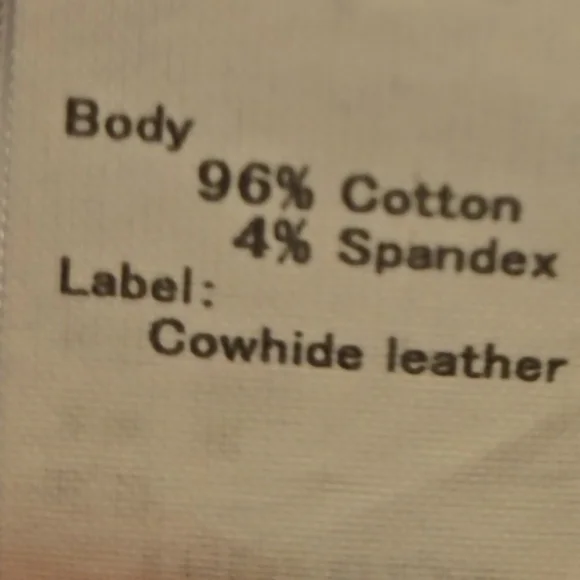 Body
96% Cotton
4% Spandex
Label:
Cowhide leather